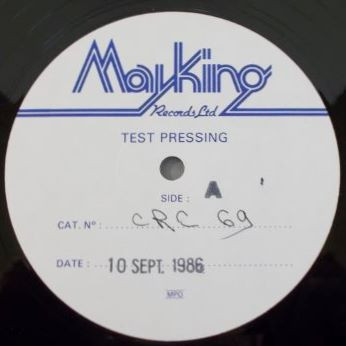 Mayking
Records Ltd
TEST PRESSING
SIDE : A
CAT. Nº : CRC 69
DATE : 10 SEPT. 1986
MPO